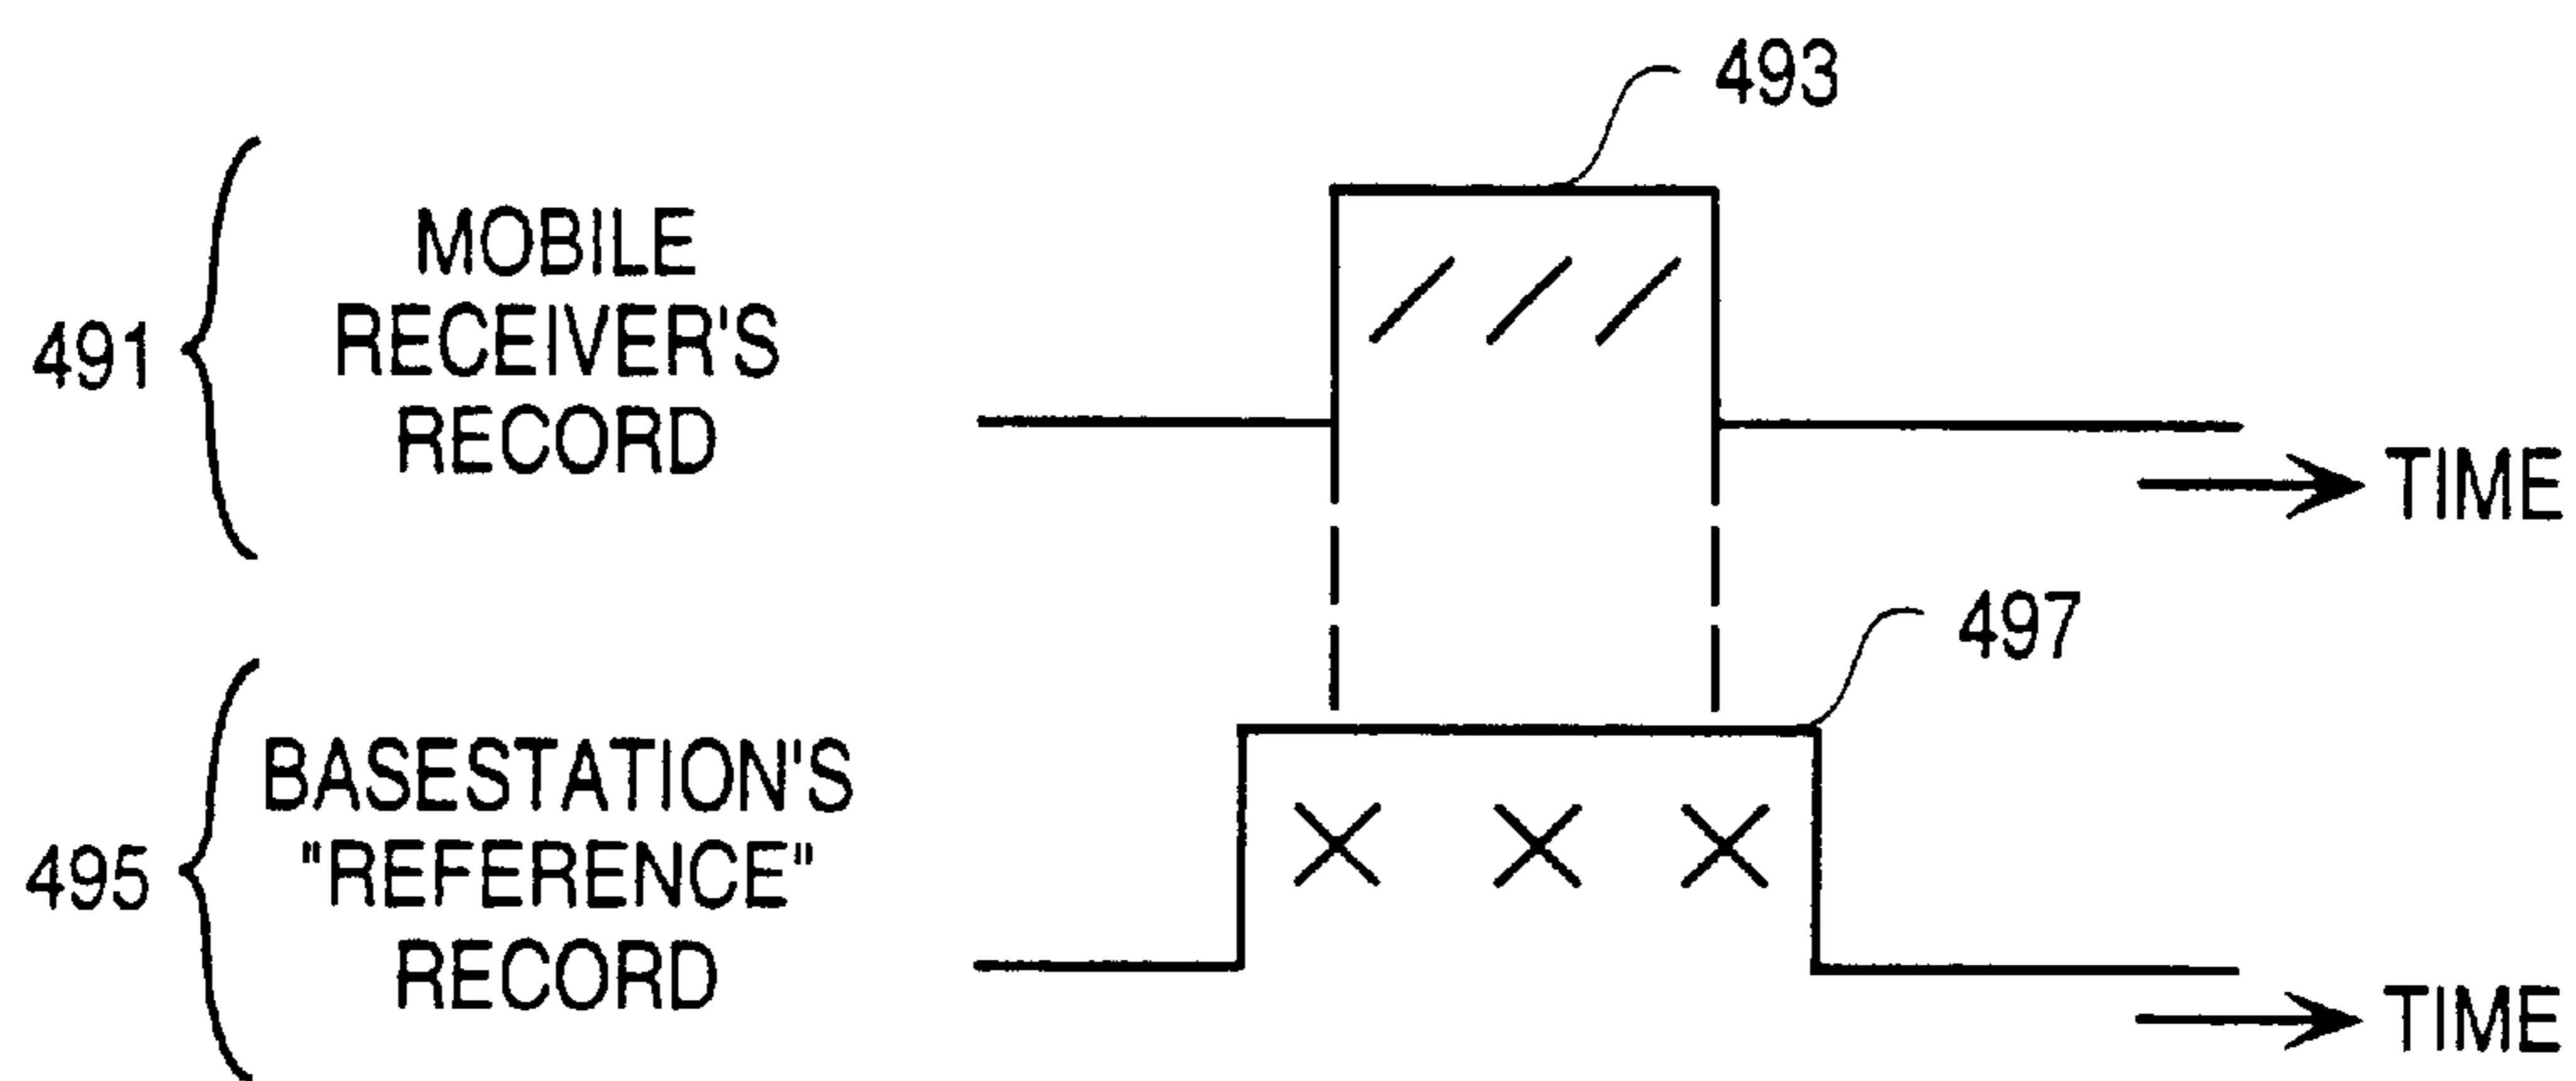 493
491
MOBILE
RECEIVER'S
RECORD
TIME
497
495
BASESTATION'S
"REFERENCE"
RECORD
TIME